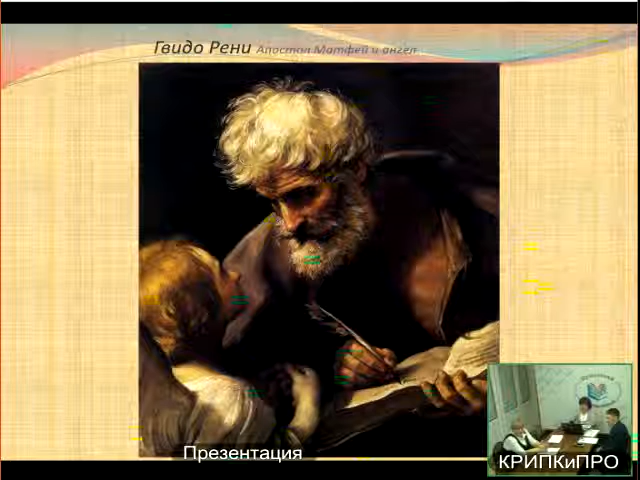 Гвидо Рени Апостол Матфей и ангел
Презентация
КРИПКиПРО